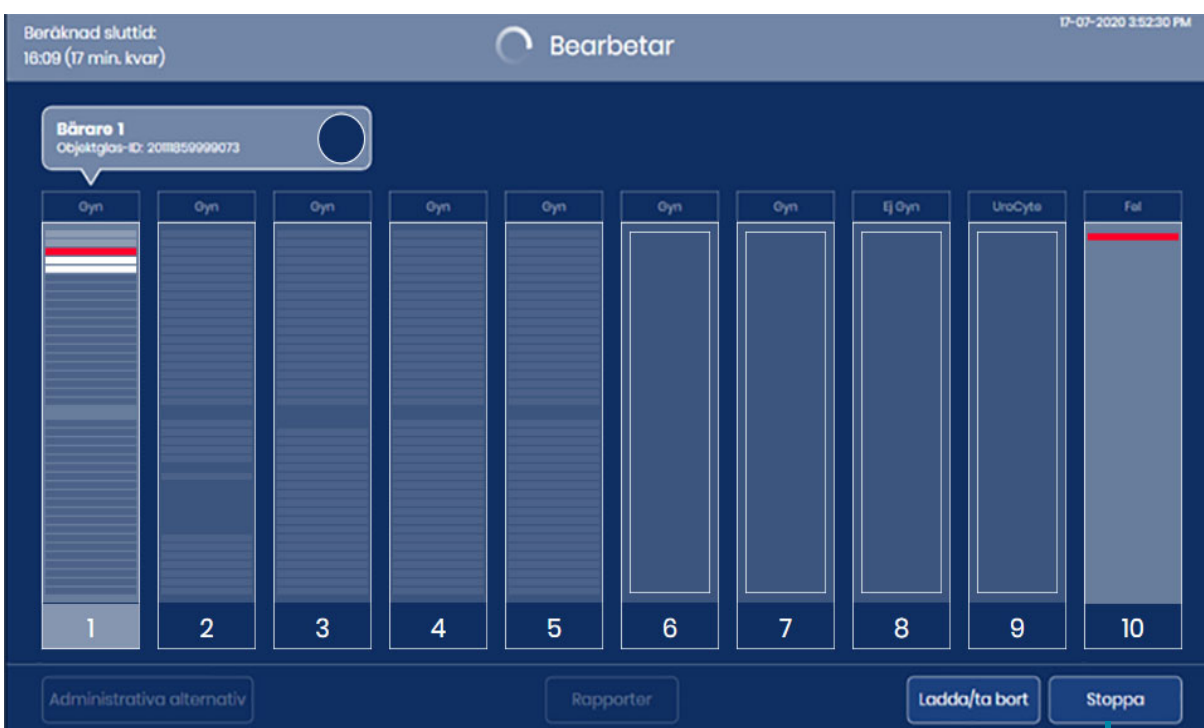 Beräknad sluttid:
16:09 (17 min. kvar)
Bearbetar
17-07-2020 3:52:30 PM
Bärare 1
Objektglas-ID: 20111859999073
Gyn Gyn Gyn Gyn Gyn Gyn Gyn Ej Gyn UroCyte Fel
1 2 3 4 5 6 7 8 9 10
Administrativa alternativ Rapporter Ladda/ta bort Stoppa